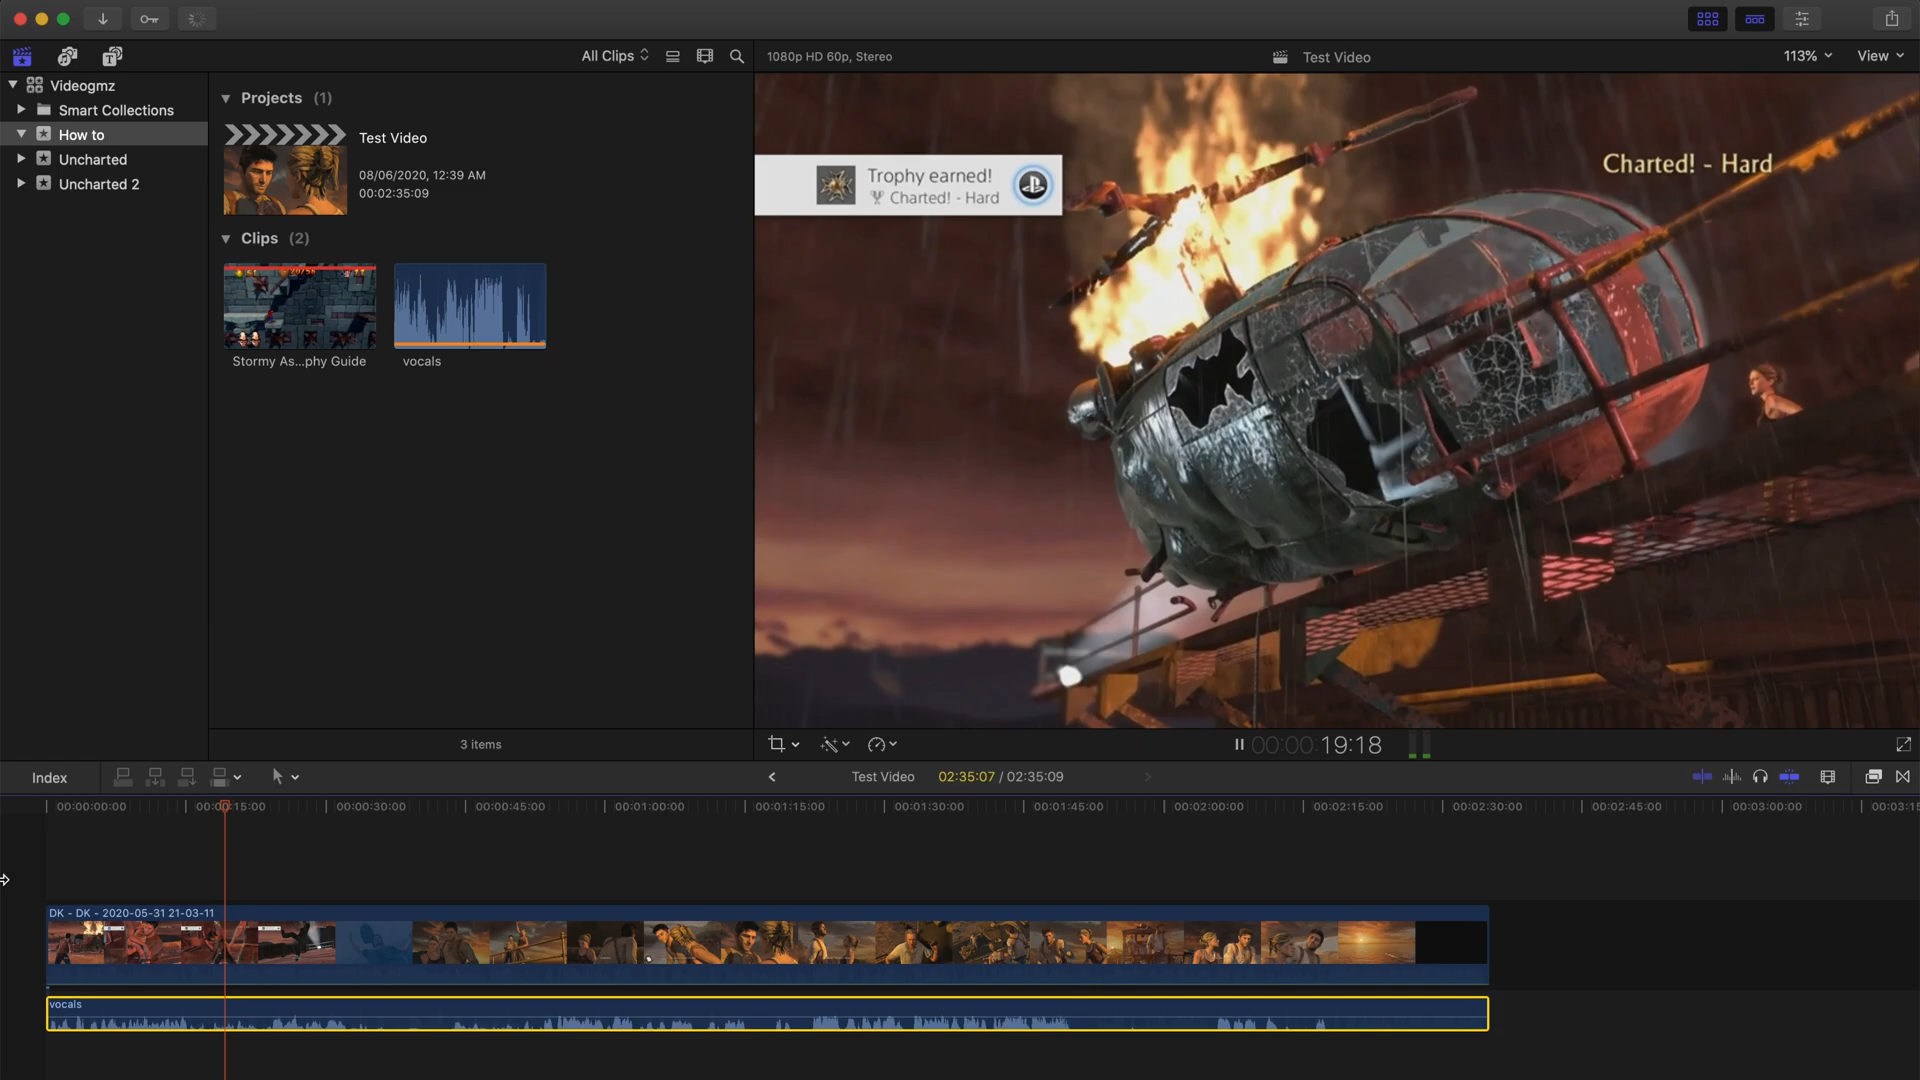 All Clips
1080p HD 60p, Stereo
Test Video
113%
View
Videogmz
Smart Collections
How to
Uncharted
Uncharted 2
Projects (1)
Test Video
08/06/2020, 12:39 AM
00:02:35:09
Clips (2)
Stormy As...phy Guide
vocals
3 items
Trophy earned!
Charted! - Hard
Charted! - Hard
00:00:19:18
Index
Test Video
02:35:07 / 02:35:09
00:00:00:00
00:00:15:00
00:00:30:00
00:00:45:00
00:01:00:00
00:01:15:00
00:01:30:00
00:01:45:00
00:02:00:00
00:02:15:00
00:02:30:00
00:02:45:00
00:03:00:00
00:03:15
DK - DK - 2020-05-31 21-03-11
vocals